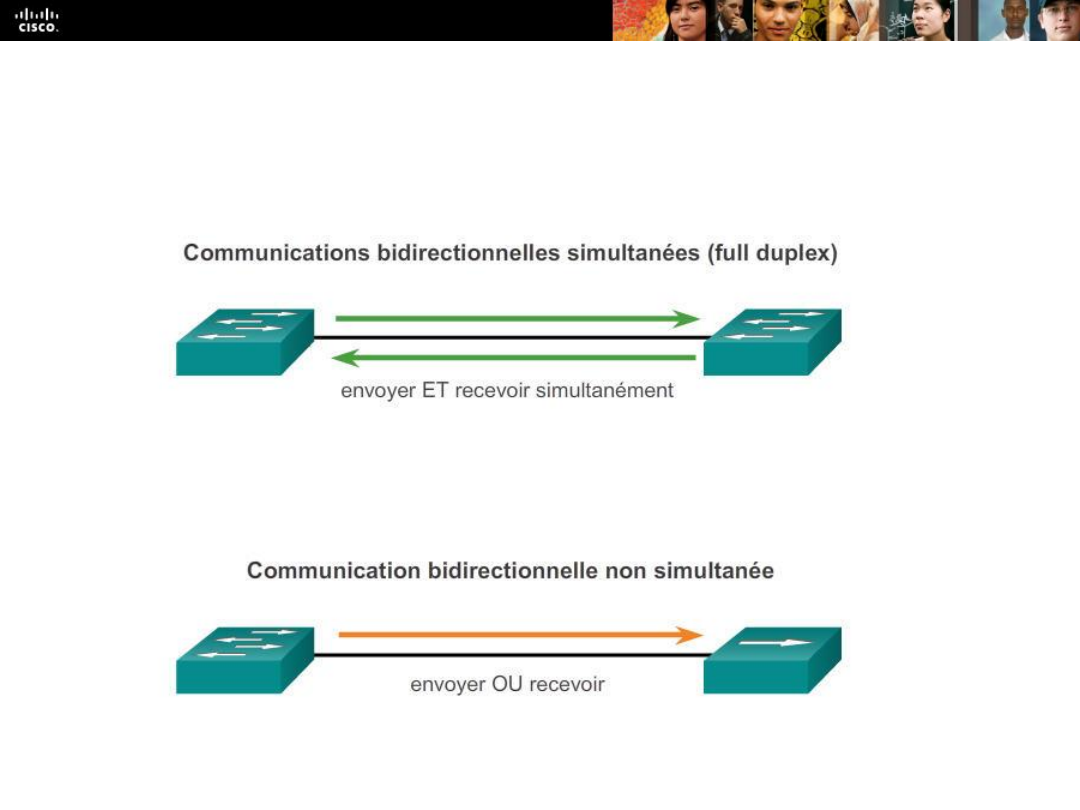 CISCO.
Communications bidirectionnelles simultanées (full duplex)
envoyer ET recevoir simultanément
Communication bidirectionnelle non simultanée
envoyer OU recevoir